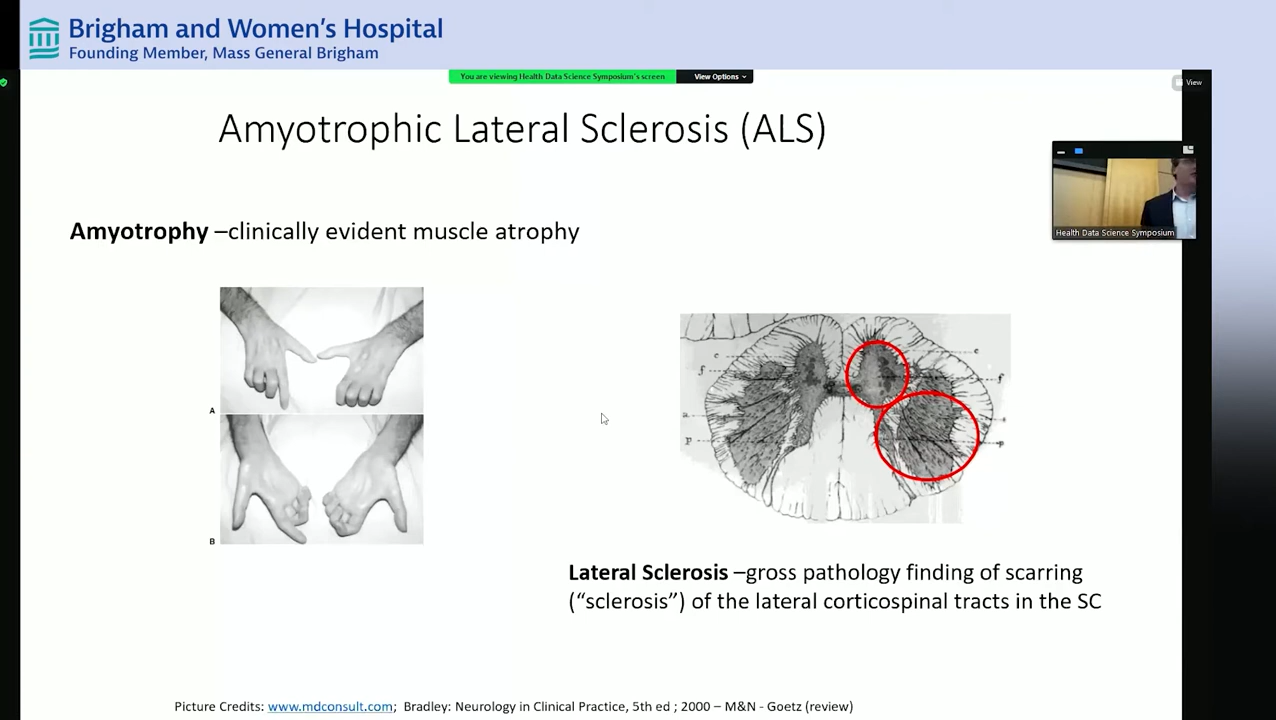 Brigham and Women's Hospital
Founding Member, Mass General Brigham
You are viewing Health Data Science Symposium's screen
View Options
View
Amyotrophic Lateral Sclerosis (ALS)
Health Data Science Symposium
Amyotrophy –clinically evident muscle atrophy
A
B
c
f
a
p
c
f
p
Lateral Sclerosis –gross pathology finding of scarring
("sclerosis") of the lateral corticospinal tracts in the SC
Picture Credits: www.mdconsult.com; Bradley: Neurology in Clinical Practice, 5th ed ; 2000 – M&N - Goetz (review)